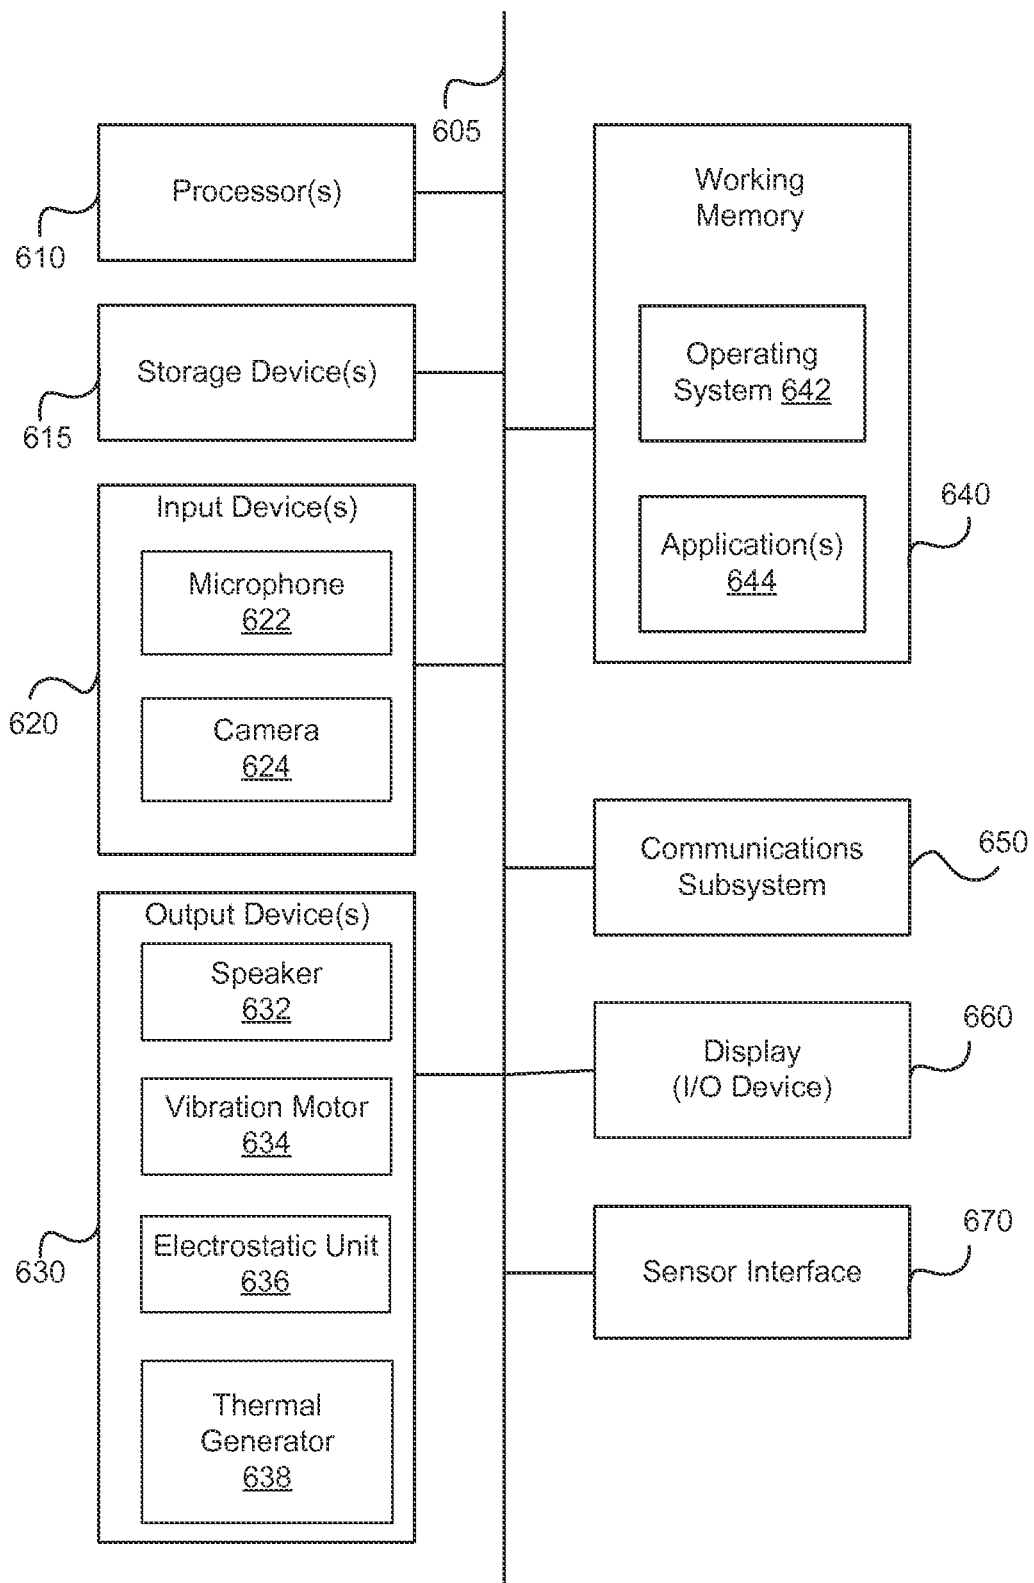 605
Processor(s)
610
Storage Device(s)
615
Input Device(s)
Microphone
622
Camera
624
620
Output Device(s)
Speaker
632
Vibration Motor
634
Electrostatic Unit
636
Thermal
Generator
638
630
Working
Memory
Operating
System 642
Application(s)
644
640
Communications
Subsystem
650
Display
(I/O Device)
660
Sensor Interface
670